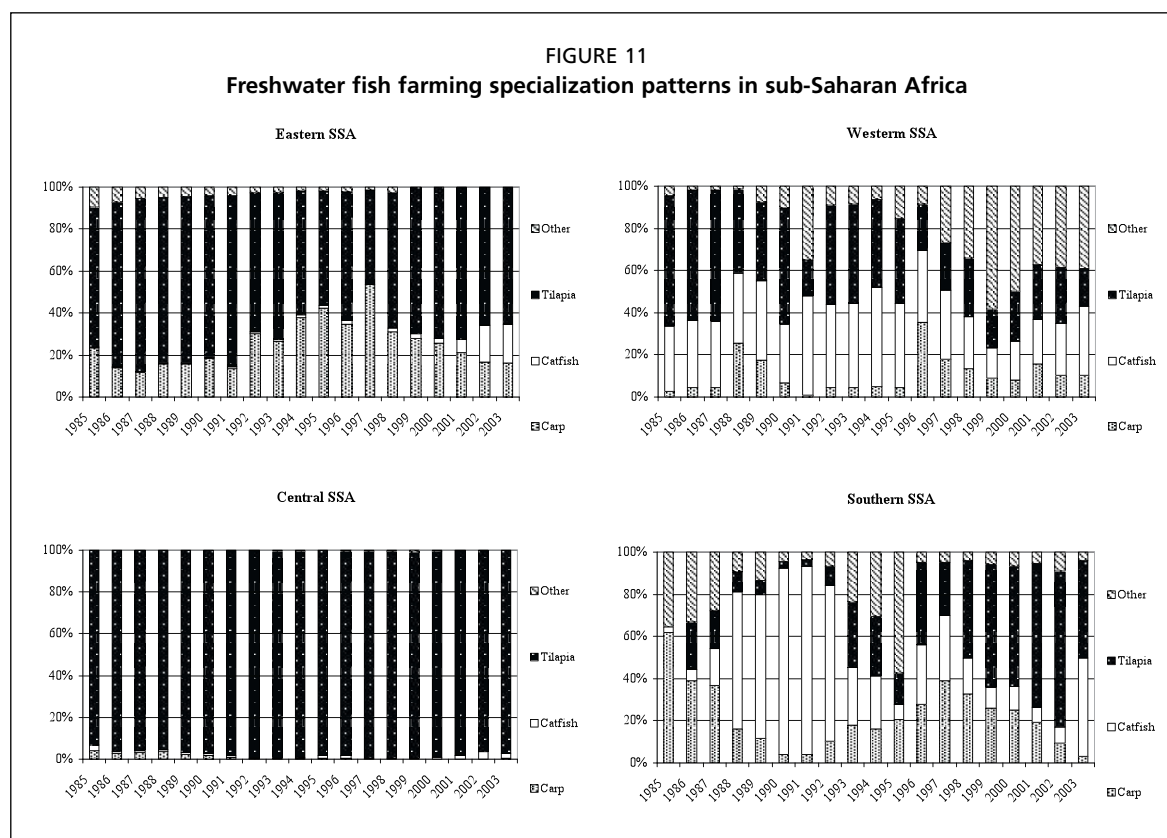 FIGURE 11
Freshwater fish farming specialization patterns in sub-Saharan Africa
Eastern SSA
100%
80%
60%
40%
20%
0%
1985 1986 1987 1988 1989 1990 1991 1992 1993 1994 1995 1996 1997 1998 1999 2000 2001 2002 2003
Other
Tilapia
Catfish
Carp
Westerm SSA
100%
80%
60%
40%
20%
0%
1985 1986 1987 1988 1989 1990 1991 1992 1993 1994 1995 1996 1997 1998 1999 2000 2001 2002 2003
Other
Tilapia
Catfish
Carp
Central SSA
100%
80%
60%
40%
20%
0%
1985 1986 1987 1988 1989 1990 1991 1992 1993 1994 1995 1996 1997 1998 1999 2000 2001 2002 2003
Other
Tilapia
Catfish
Carp
Southern SSA
100%
80%
60%
40%
20%
0%
1985 1986 1987 1988 1989 1990 1991 1992 1993 1994 1995 1996 1997 1998 1999 2000 2001 2002 2003
Other
Tilapia
Catfish
Carp